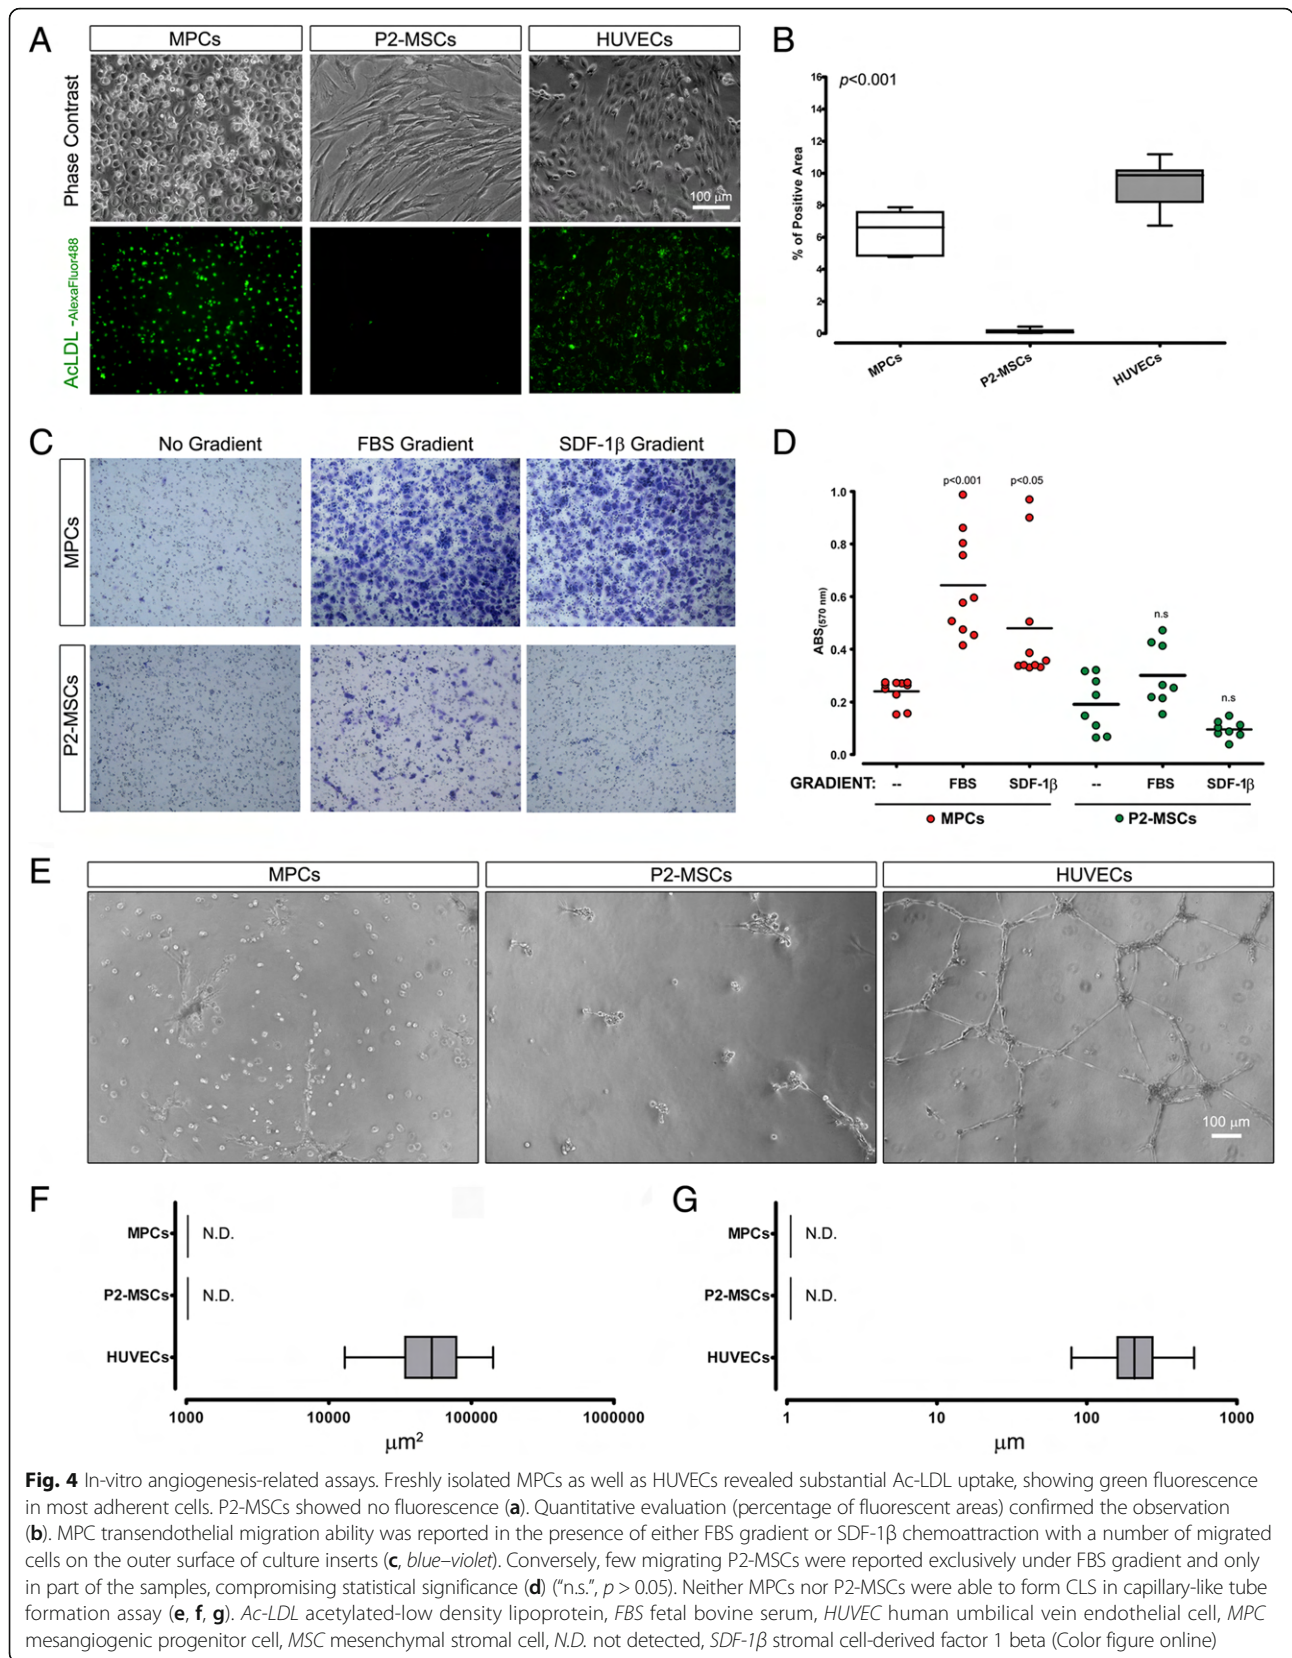 A
MPCs
P2-MSCs
HUVECs
Phase Contrast
100 μm
AcLDL -AlexaFluor488
B
p<0.001
% of Positive Area
16
14
12
10
8
6
4
2
0
MPCs
P2-MSCs
HUVECs
C
No Gradient
FBS Gradient
SDF-1β Gradient
MPCs
P2-MSCs
D
p<0.001
p<0.05
n.s
n.s
ABS(570 nm)
1.0
0.8
0.6
0.4
0.2
0.0
GRADIENT: -- FBS SDF-1β -- FBS SDF-1β
MPCs
P2-MSCs
E
MPCs
P2-MSCs
HUVECs
100 μm
F
MPCs
N.D.
P2-MSCs
N.D.
HUVECs
1000 10000 100000 1000000
μm²
G
MPCs
N.D.
P2-MSCs
N.D.
HUVECs
1 10 100 1000
μm
Fig. 4 In-vitro angiogenesis-related assays. Freshly isolated MPCs as well as HUVECs revealed substantial Ac-LDL uptake, showing green fluorescence
in most adherent cells. P2-MSCs showed no fluorescence (a). Quantitative evaluation (percentage of fluorescent areas) confirmed the observation
(b). MPC transendothelial migration ability was reported in the presence of either FBS gradient or SDF-1β chemoattraction with a number of migrated
cells on the outer surface of culture inserts (c, blue–violet). Conversely, few migrating P2-MSCs were reported exclusively under FBS gradient and only
in part of the samples, compromising statistical significance (d) (“n.s.”, p > 0.05). Neither MPCs nor P2-MSCs were able to form CLS in capillary-like tube
formation assay (e, f, g). Ac-LDL acetylated-low density lipoprotein, FBS fetal bovine serum, HUVEC human umbilical vein endothelial cell, MPC
mesangiogenic progenitor cell, MSC mesenchymal stromal cell, N.D. not detected, SDF-1β stromal cell-derived factor 1 beta (Color figure online)